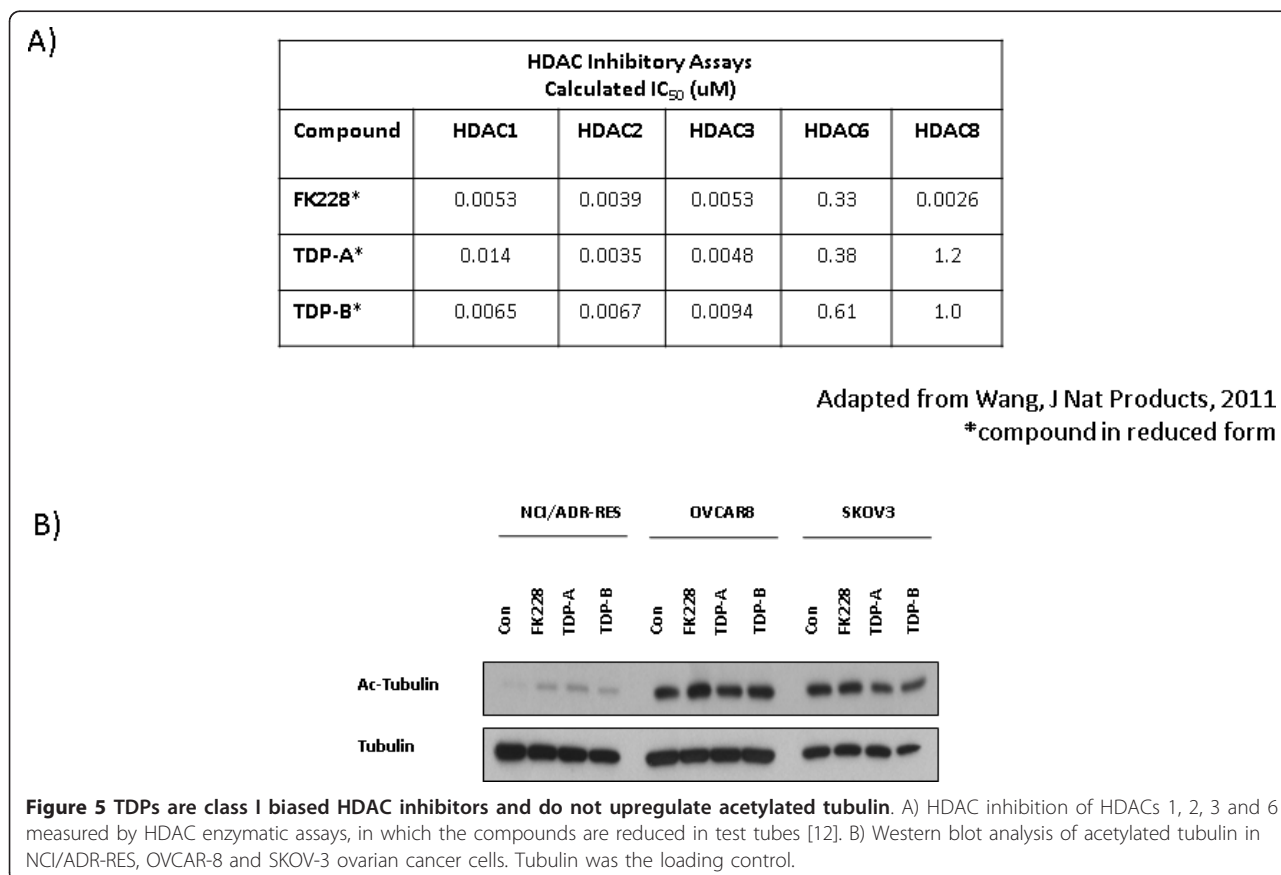 A)
HDAC Inhibitory Assays
Calculated IC50 (uM)
Compound HDAC1 HDAC2 HDAC3 HDAC6 HDAC8
FK228* 0.0053 0.0039 0.0053 0.33 0.0026
TDP-A* 0.014 0.0035 0.0048 0.38 1.2
TDP-B* 0.0065 0.0067 0.0094 0.61 1.0
Adapted from Wang, J Nat Products, 2011
*compound in reduced form
B)
NCI/ADR-RES OVCAR8 SKOV3
Con FK228 TDP-A TDP-B Con FK228 TDP-A TDP-B Con FK228 TDP-A TDP-B
Ac-Tubulin
Tubulin
Figure 5 TDPs are class I biased HDAC inhibitors and do not upregulate acetylated tubulin. A) HDAC inhibition of HDACs 1, 2, 3 and 6
measured by HDAC enzymatic assays, in which the compounds are reduced in test tubes [12]. B) Western blot analysis of acetylated tubulin in
NCI/ADR-RES, OVCAR-8 and SKOV-3 ovarian cancer cells. Tubulin was the loading control.